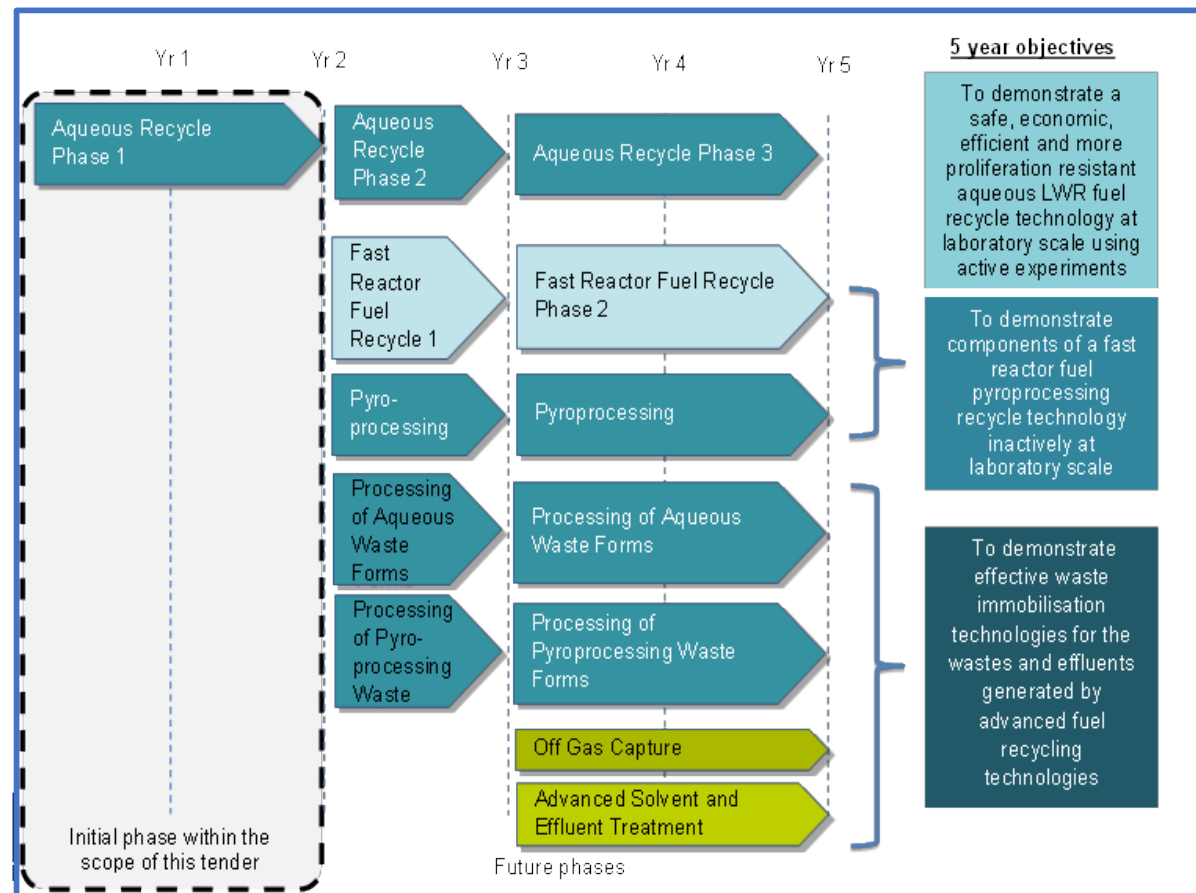 Yr 1
Yr 2
Yr 3
Yr 4
Yr 5
5 year objectives
Aqueous Recycle
Phase 1
Aqueous
Recycle
Phase 2
Aqueous Recycle Phase 3
To demonstrate a
safe, economic,
efficient and more
proliferation resistant
aqueous LWR fuel
recycle technology at
laboratory scale using
active experiments
Fast
Reactor
Fuel
Recycle 1
Fast Reactor Fuel Recycle
Phase 2
Pyro-
processing
Pyroprocessing
To demonstrate
components of a fast
reactor fuel
pyroprocessing
recycle technology
inactively at
laboratory scale
Processing
of Aqueous
Waste
Forms
Processing of Aqueous
Waste Forms
Processing
of Pyro-
processing
Waste
Processing of
Pyroprocessing Waste
Forms
Off Gas Capture
Advanced Solvent and
Effluent Treatment
To demonstrate
effective waste
immobilisation
technologies for the
wastes and effluents
generated by
advanced fuel
recycling
technologies
Initial phase within the
scope of this tender
Future phases